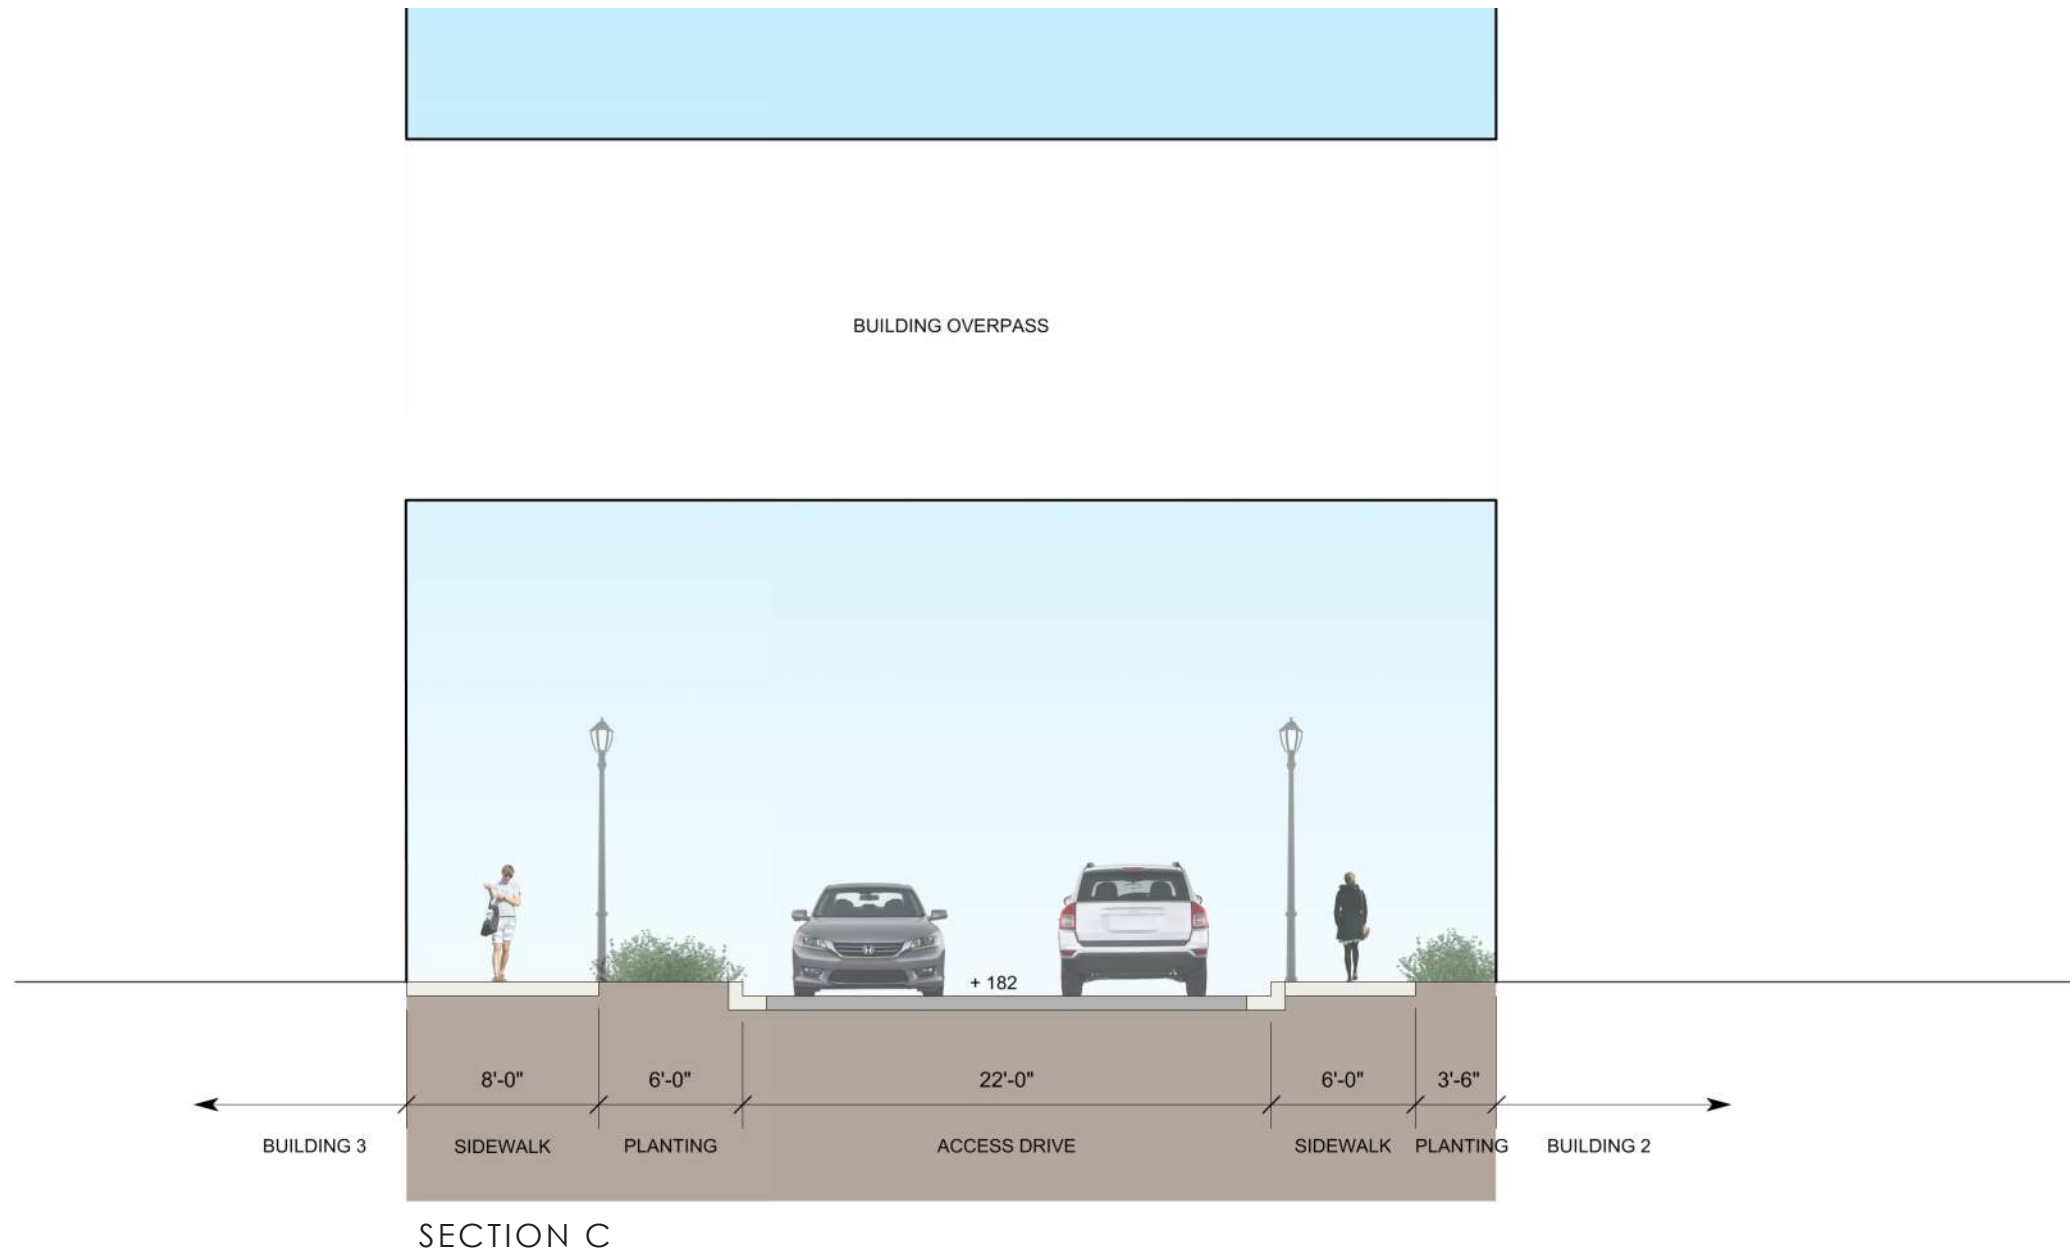 BUILDING OVERPASS
+ 182
8'-0" 6'-0" 22'-0" 6'-0" 3'-6"
BUILDING 3 SIDEWALK PLANTING ACCESS DRIVE SIDEWALK PLANTING BUILDING 2
SECTION C